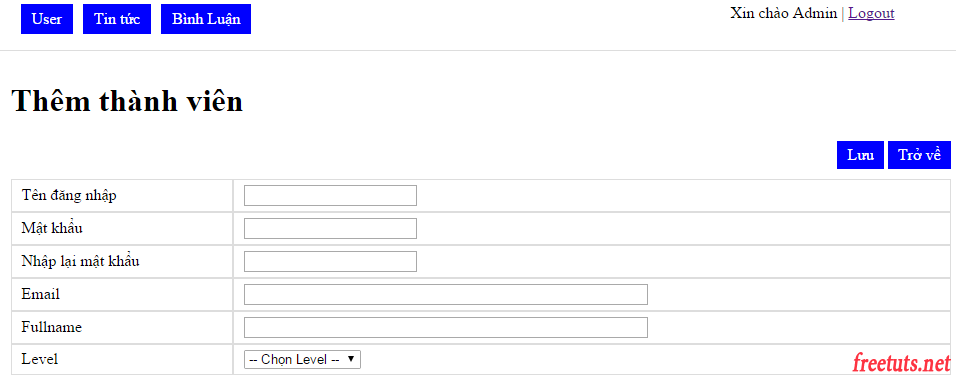 User Tin tức Bình Luận Xin chào Admin | Logout
Thêm thành viên
Lưu Trở về
Tên đăng nhập
Mật khẩu
Nhập lại mật khẩu
Email
Fullname
Level -- Chọn Level --
freetuts.net